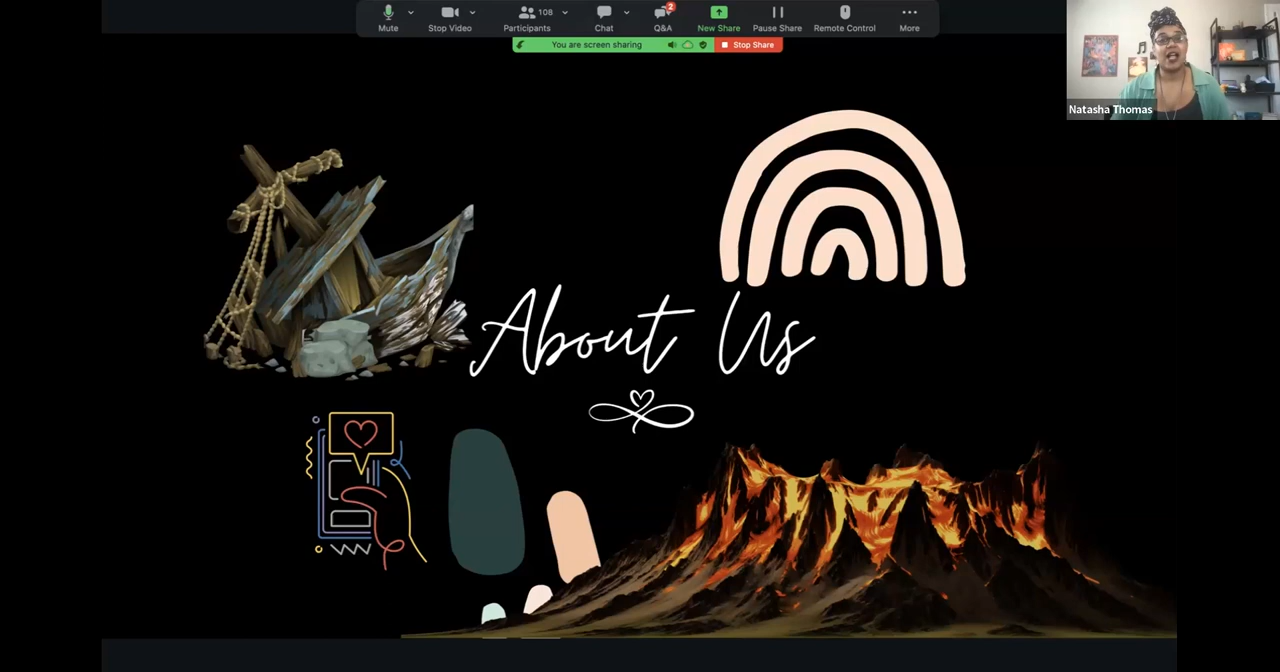 108
2
Mute
Stop Video
Participants
Chat
Q&A
New Share
Pause Share
Remote Control
More
You are screen sharing
Stop Share
Natasha Thomas
About Us